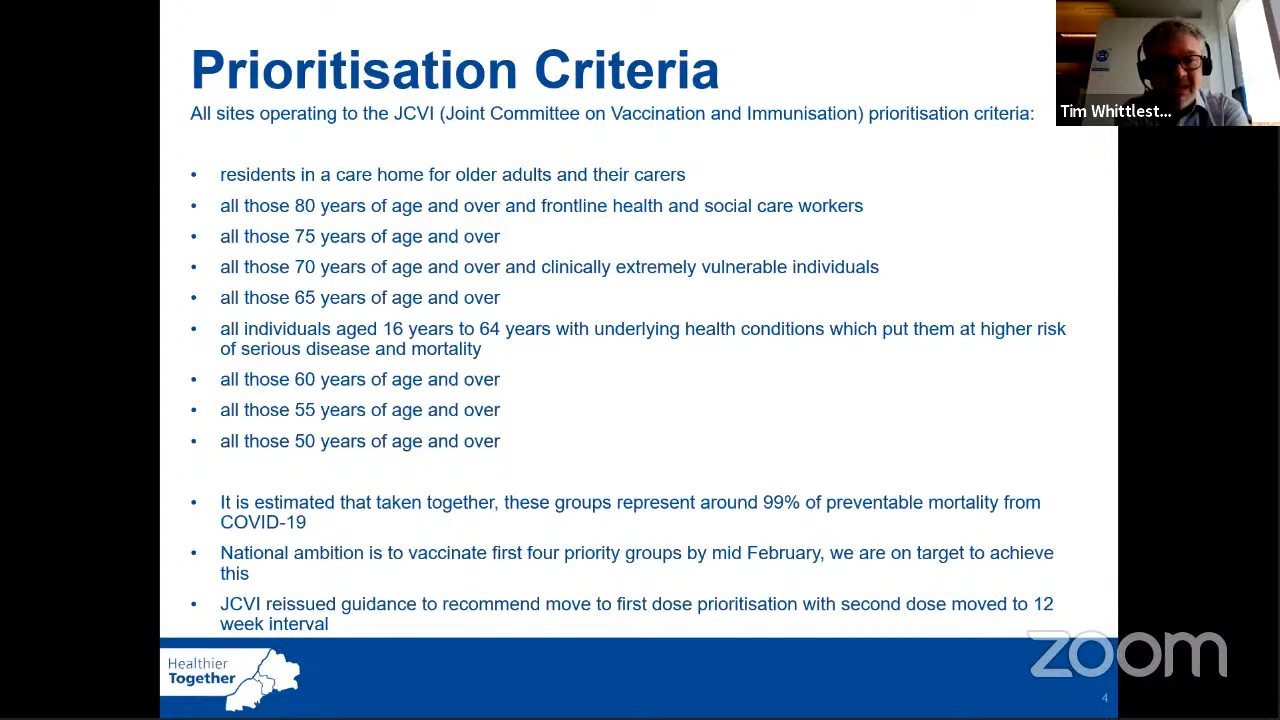 Prioritisation Criteria
All sites operating to the JCVI (Joint Committee on Vaccination and Immunisation) prioritisation criteria:
Tim Whittlest...
• residents in a care home for older adults and their carers
• all those 80 years of age and over and frontline health and social care workers
• all those 75 years of age and over
• all those 70 years of age and over and clinically extremely vulnerable individuals
• all those 65 years of age and over
• all individuals aged 16 years to 64 years with underlying health conditions which put them at higher risk
of serious disease and mortality
• all those 60 years of age and over
• all those 55 years of age and over
• all those 50 years of age and over
• It is estimated that taken together, these groups represent around 99% of preventable mortality from
COVID-19
• National ambition is to vaccinate first four priority groups by mid February, we are on target to achieve
this
• JCVI reissued guidance to recommend move to first dose prioritisation with second dose moved to 12
week interval
Healthier
Together
zoom
4